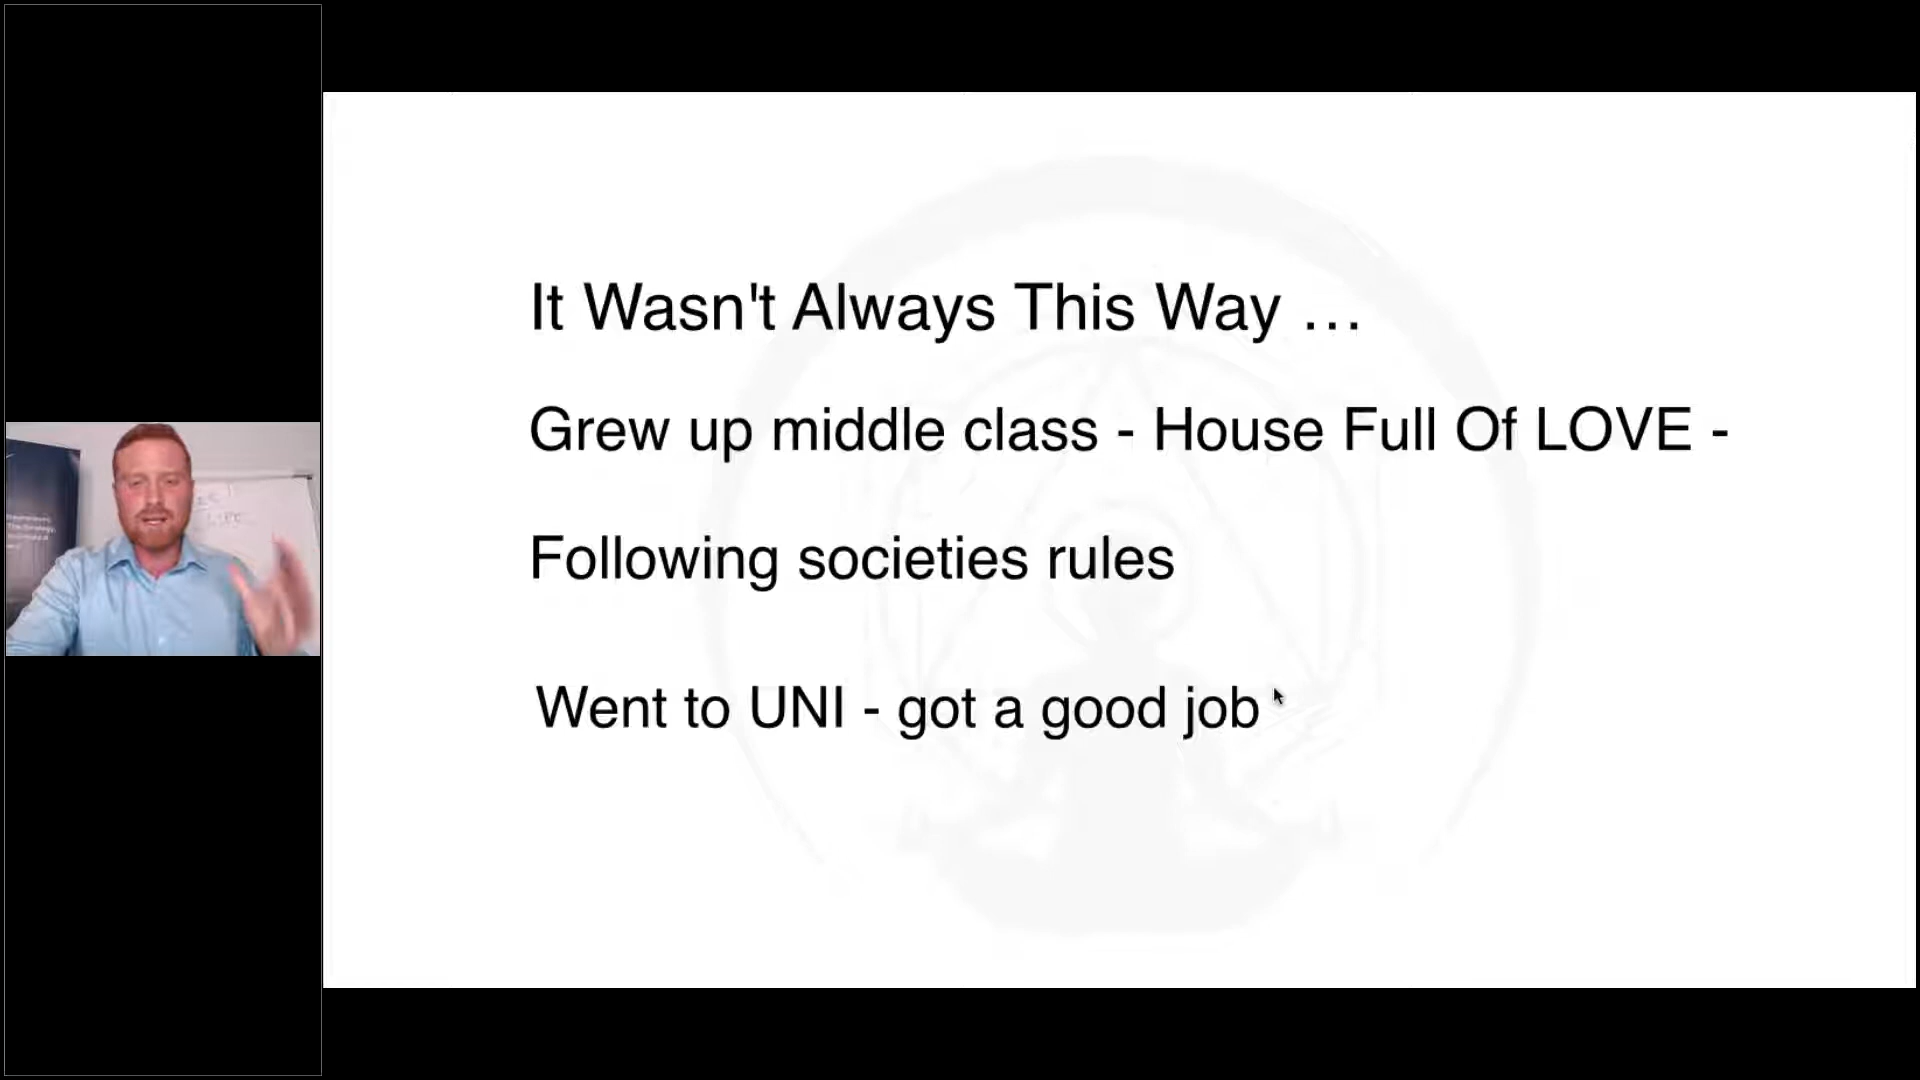 It Wasn't Always This Way ...
Grew up middle class - House Full Of LOVE -
Following societies rules
Went to UNI - got a good job